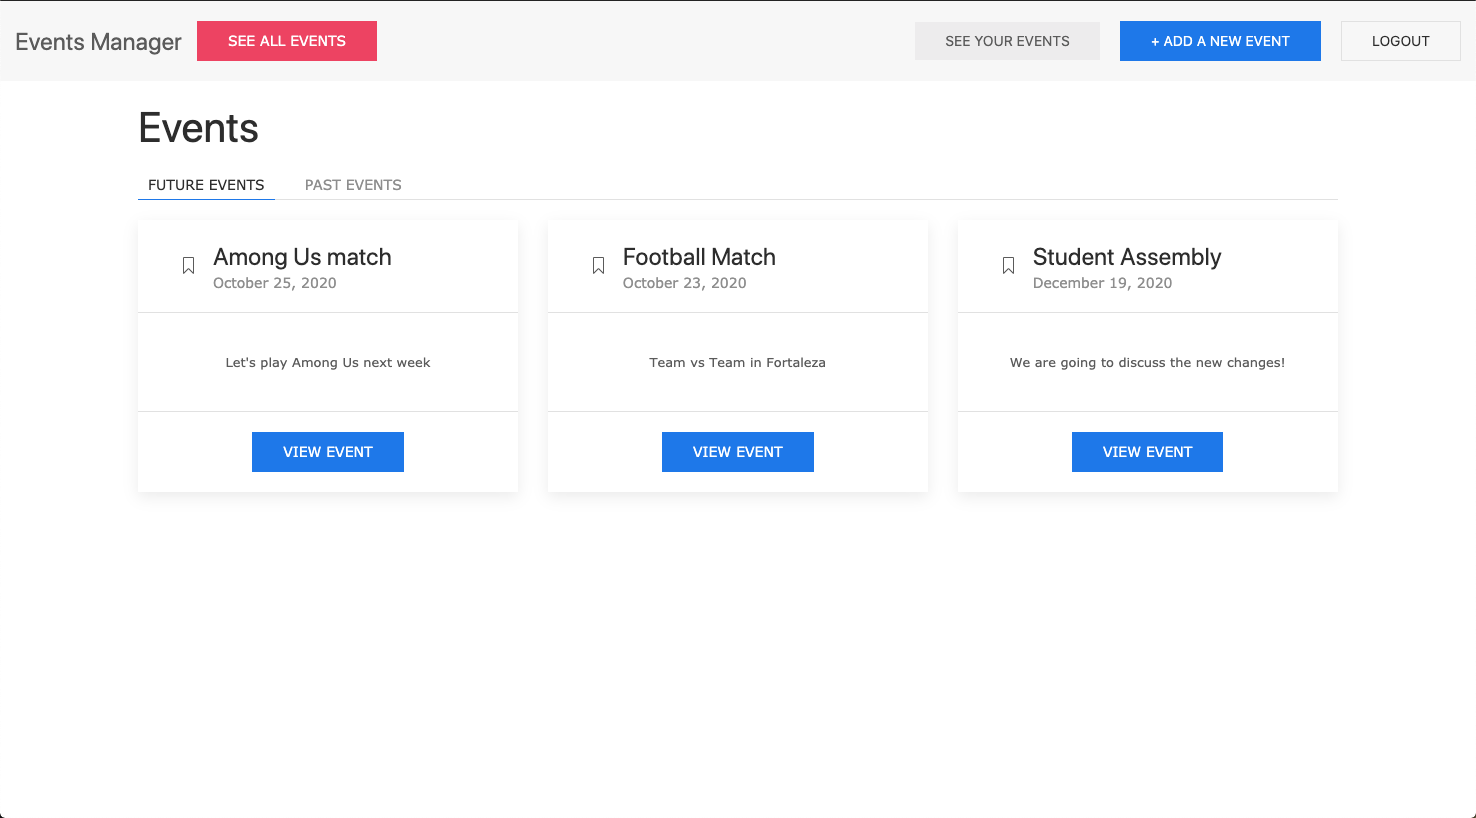 Events Manager
SEE ALL EVENTS
SEE YOUR EVENTS
+ ADD A NEW EVENT
LOGOUT
Events
FUTURE EVENTS
PAST EVENTS
Among Us match
October 25, 2020
Let's play Among Us next week
VIEW EVENT
Football Match
October 23, 2020
Team vs Team in Fortaleza
VIEW EVENT
Student Assembly
December 19, 2020
We are going to discuss the new changes!
VIEW EVENT